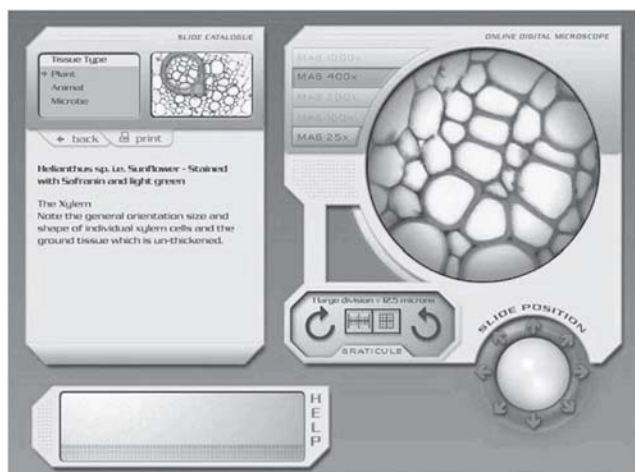 SLIDE CATALOGUE
Tissue Type
Plant
Animal
Microbe
back
print
Helianthus sp. i.e. Sunflower - Stained
with Safranin and light green
The Xylem
Note the general orientation size and
shape of individual xylem cells and the
ground tissue which is un-thickened.
ONLINE DIGITAL MICROSCOPE
MAG 1000x
MAG 400x
MAG 200x
MAG 100x
MAG 25x
1 large division = 12.5 microns
GRATICULE
SLIDE POSITION
HELP